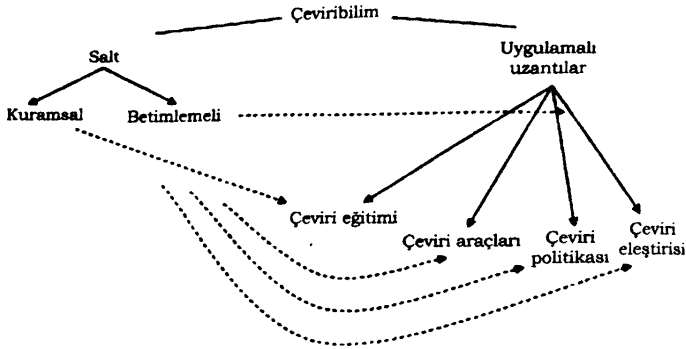 Çeviribilim
Salt
Uygulamalı
uzantılar
Kuramsal
Betimlemeli
Çeviri eğitimi
Çeviri araçları
Çeviri
politikası
Çeviri
eleştirisi